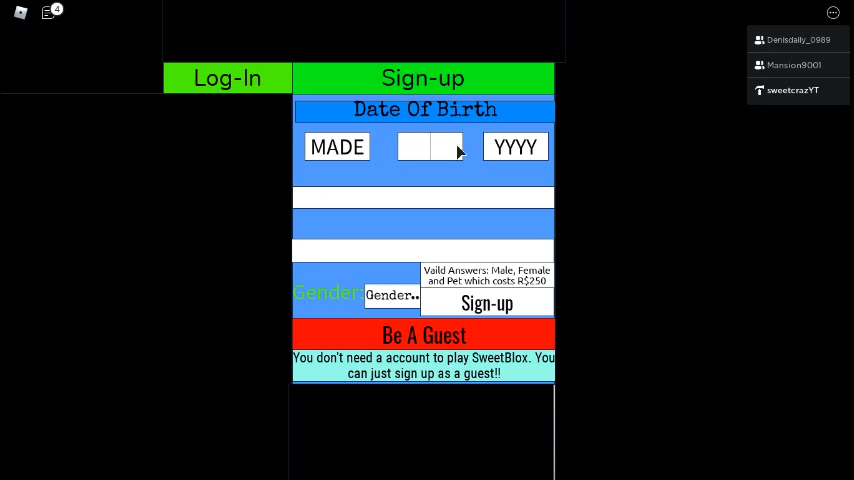 4
Denisdaily_0989
Mansion9001
sweetcrazYT
Log-In
Sign-up
Date Of Birth
MADE
YYYY
Gender:
Gender..
Vaild Answers: Male, Female
and Pet which costs R$250
Sign-up
Be A Guest
You don't need a account to play SweetBlox. You
can just sign up as a guest!!